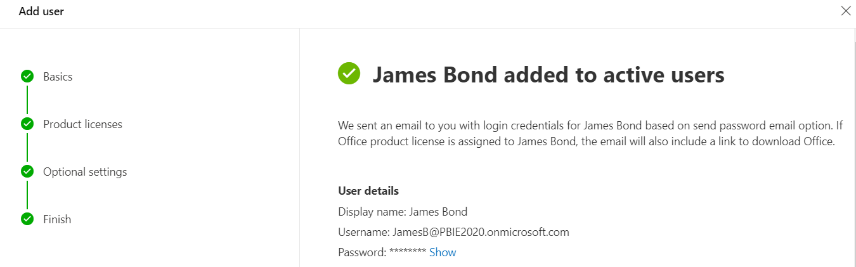 Add user
Basics
Product licenses
Optional settings
Finish
James Bond added to active users
We sent an email to you with login credentials for James Bond based on send password email option. If
Office product license is assigned to James Bond, the email will also include a link to download Office.
User details
Display name: James Bond
Username: JamesB@PBIE2020.onmicrosoft.com
Password: ******** Show